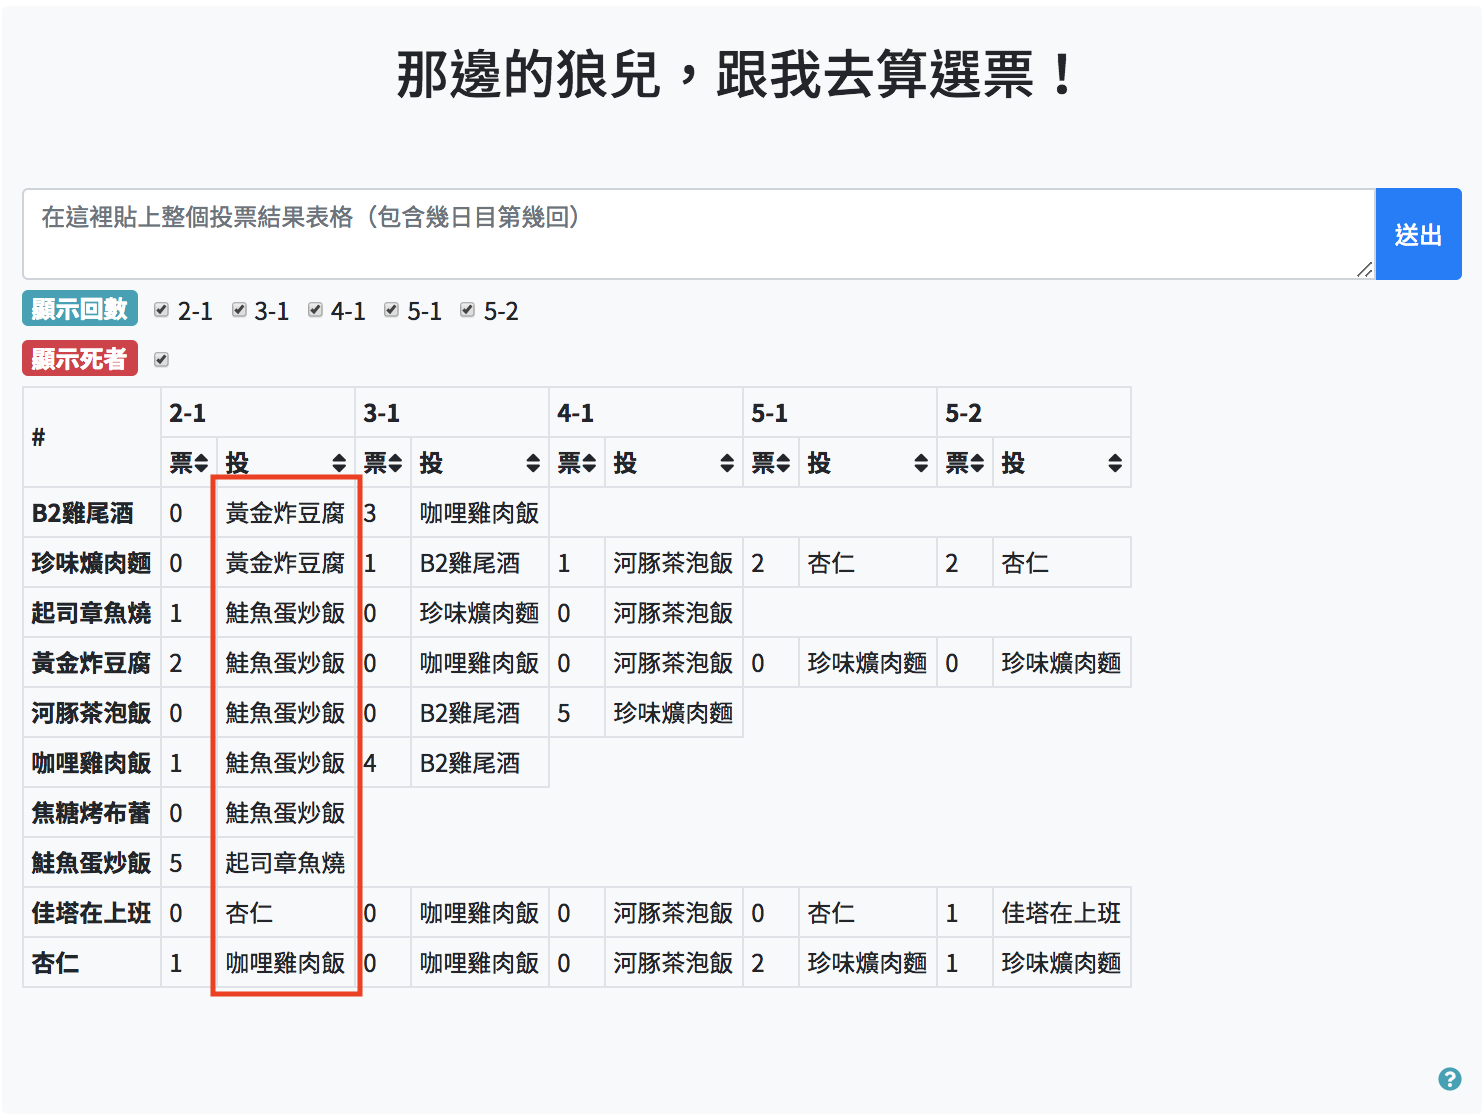 那邊的狼兒，跟我去算選票！
在這裡貼上整個投票結果表格（包含幾日目第幾回）
送出
顯示回數 2-1 3-1 4-1 5-1 5-2
顯示死者
# 2-1 3-1 4-1 5-1 5-2
票 投 票 投 票 投 票 投 票 投
B2雞尾酒 0 黃金炸豆腐 3 咖哩雞肉飯
珍味爌肉麵 0 黃金炸豆腐 1 B2雞尾酒 1 河豚茶泡飯 2 杏仁 2 杏仁
起司章魚燒 1 鮭魚蛋炒飯 0 珍味爌肉麵 0 河豚茶泡飯
黃金炸豆腐 2 鮭魚蛋炒飯 0 咖哩雞肉飯 0 河豚茶泡飯 0 珍味爌肉麵 0 珍味爌肉麵
河豚茶泡飯 0 鮭魚蛋炒飯 0 B2雞尾酒 5 珍味爌肉麵
咖哩雞肉飯 1 鮭魚蛋炒飯 4 B2雞尾酒
焦糖烤布蕾 0 鮭魚蛋炒飯
鮭魚蛋炒飯 5 起司章魚燒
佳塔在上班 0 杏仁 0 咖哩雞肉飯 0 河豚茶泡飯 0 杏仁 1 佳塔在上班
杏仁 1 咖哩雞肉飯 0 咖哩雞肉飯 0 河豚茶泡飯 2 珍味爌肉麵 1 珍味爌肉麵
?